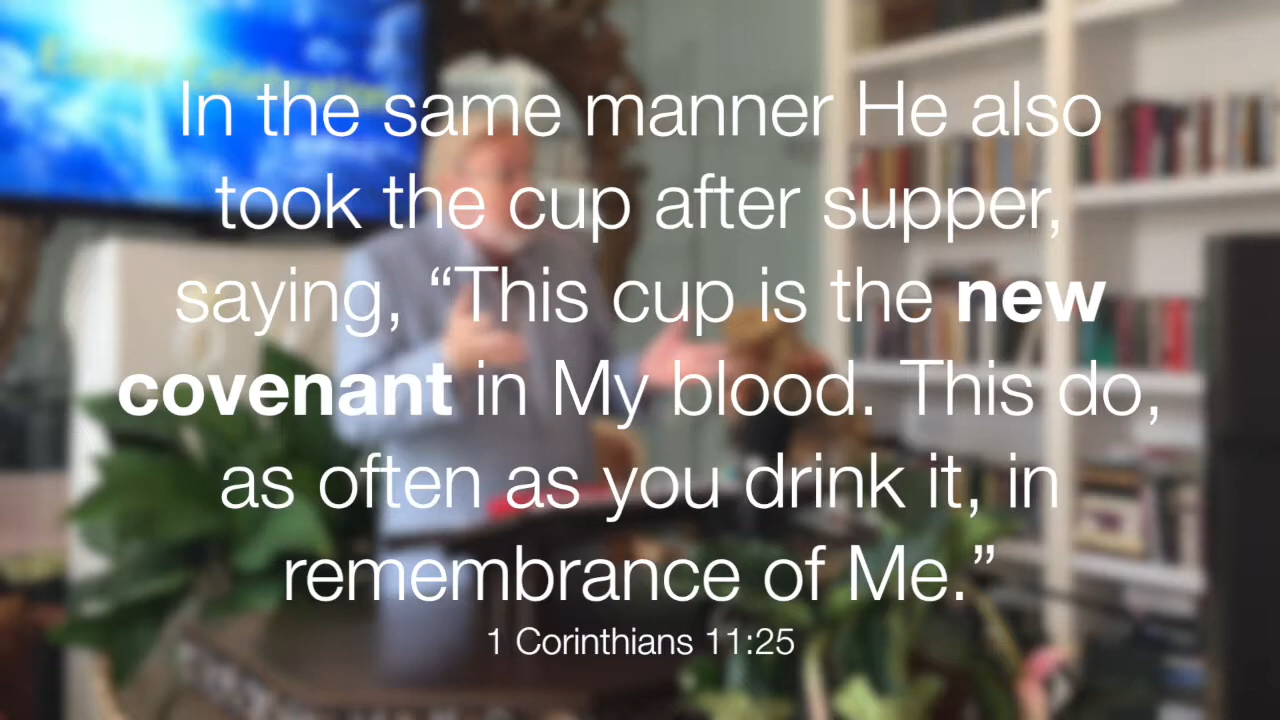 In the same manner He also
took the cup after supper,
saying, “This cup is the new
covenant in My blood. This do,
as often as you drink it, in
remembrance of Me.”
1 Corinthians 11:25